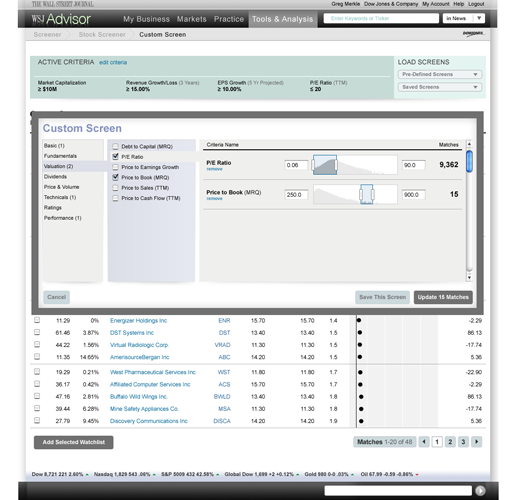 THE WALL STREET JOURNAL
Greg Merkle Dow Jones & Company My Account Help Logout
WSJ Advisor My Business Markets Practice Tools & Analysis Enter Keywords or Ticker in News
Screener Stock Screener Custom Screen DOWJONES
ACTIVE CRITERIA edit criteria LOAD SCREENS
Pre-Defined Screens
Saved Screens
Market Capitalization Revenue Growth/Loss (3 Years) EPS Growth (5 Yr Projected) P/E Ratio (TTM)
≥ $10M ≥ 15.00% ≥ 10.00% ≤ 20
Custom Screen
Basic (1)
Fundamentals
Valuation (2)
Dividends
Price & Volume
Technicals (1)
Ratings
Performance (1)
Debt to Capital (MRQ)
P/E Ratio
Price to Earnings Growth
Price to Book (MRQ)
Price to Sales (TTM)
Price to Cash Flow (TTM)
Criteria Name Matches
P/E Ratio 0.06 90.0 9,362
remove
Price to Book (MRQ) 250.0 900.0 15
remove
Cancel Save This Screen Update 16 Matches
11.29 0% Energizer Holdings Inc ENR 15.70 15.70 1.4 -2.29
61.46 3.87% DST Systems Inc DST 13.40 13.40 1.5 86.13
44.22 1.56% Virtual Radiologic Corp VRAD 11.30 11.30 1.5 -17.74
11.35 14.65% AmerisourceBergan Inc ABC 14.20 14.20 1.5 5.36
19.29 0.21% West Pharmaceutical Services Inc WST 11.80 11.80 1.7 -22.90
36.17 0.42% Affiliated Computer Services Inc ACS 15.70 15.70 1.7 -2.29
47.16 2.81% Buffalo Wild Wings Inc. BWLD 13.40 13.40 1.8 86.13
39.44 6.28% Mine Safety Appliances Co. MSA 11.30 11.30 1.8 -17.74
27.79 9.45% Discovery Communications Inc DISCA 14.20 14.20 1.9 5.36
Add Selected Watchlist Matches 1-20 of 48 1 2 3
Dow 8,721 221 2.60% Nasdaq 1,829 543 .06% S&P 5009 432 42.58% Global Dow 1,699 +2 +0.12% Gold 980 0-0 .03% Oil 67.99 -0.59 -0.86%